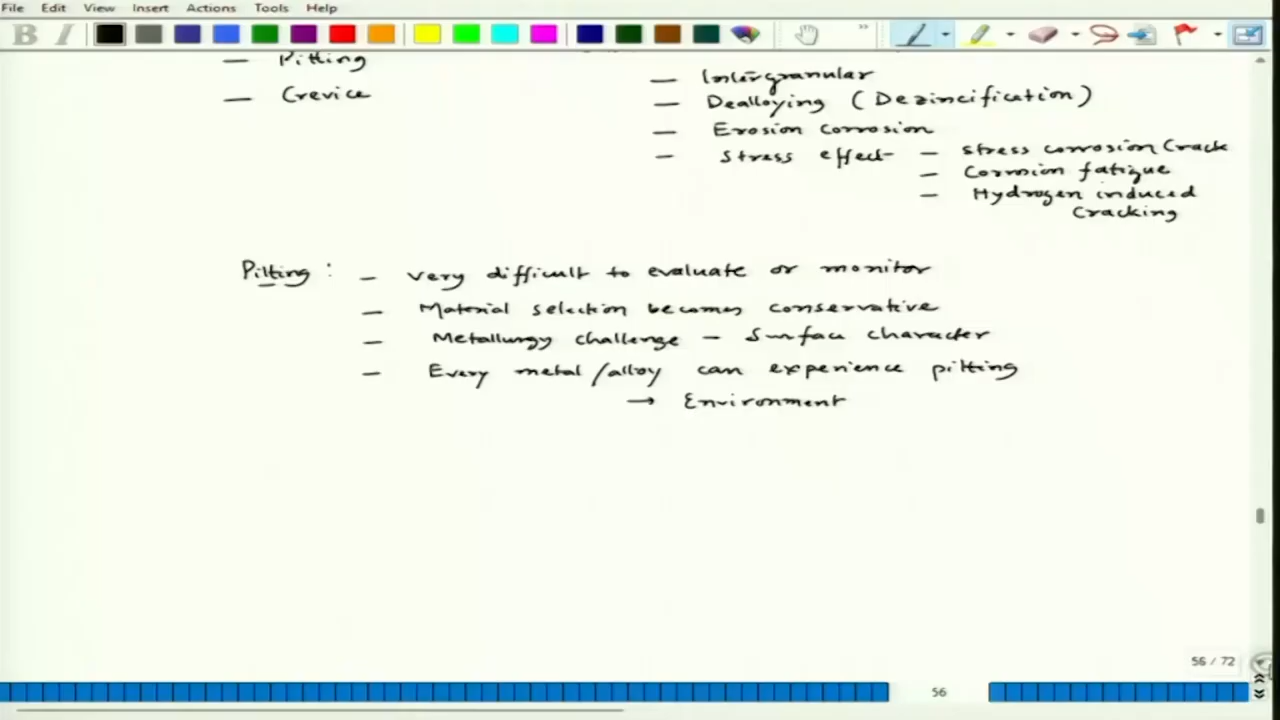 File Edit View Insert Actions Tools Help
B I
— Pitting
— Crevice
— Intergranular
— Dealloying (Dezincification)
— Erosion corrosion
— Stress effect — stress corrosion Crack
— Corrosion fatigue
— Hydrogen induced
Cracking
Pitting : — very difficult to evaluate or monitor
— Material selection becomes conservative
— Metallurgy challenge — Surface character
— Every metal/alloy can experience pitting
→ Environment
56 / 72
56